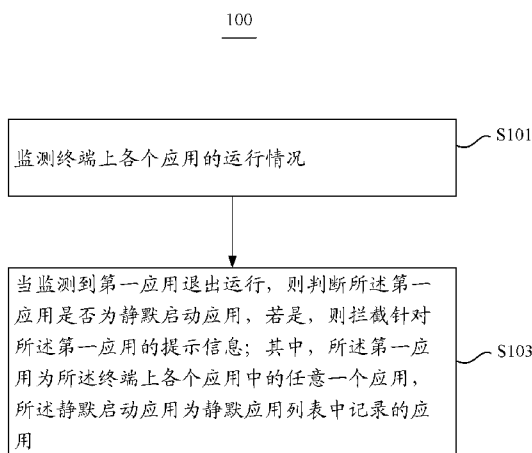 100
监测终端上各个应用的运行情况
S101
当监测到第一应用退出运行，则判断所述第一
应用是否为静默启动应用，若是，则拦截针对
所述第一应用的提示信息；其中，所述第一应
用为所述终端上各个应用中的任意一个应用，
所述静默启动应用为静默应用列表中记录的应
用
S103